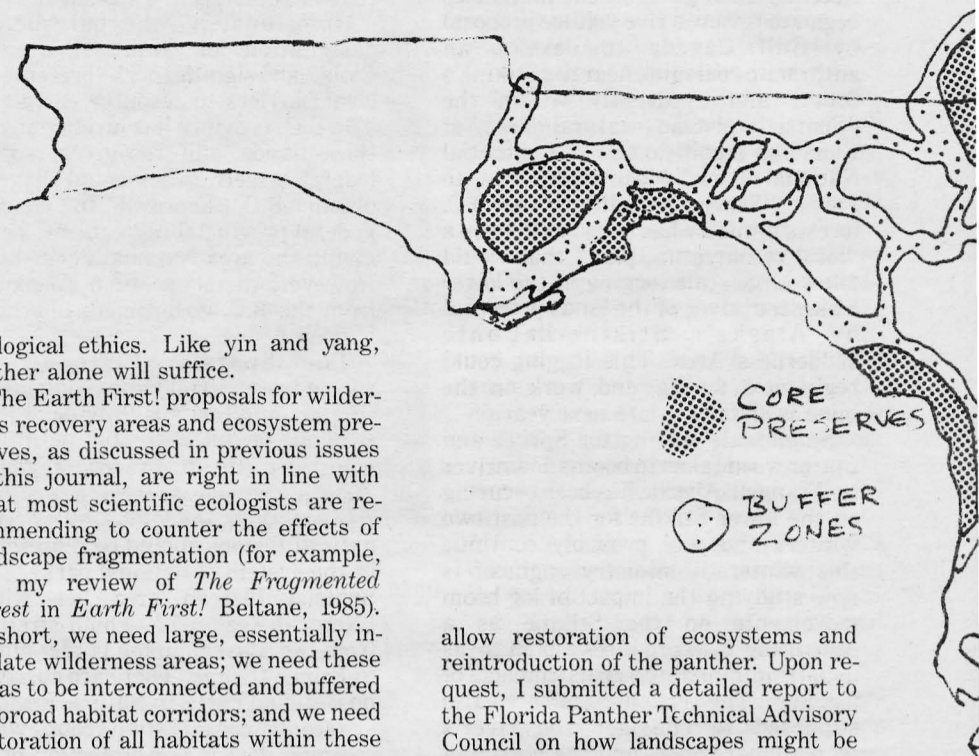 logical ethics. Like yin and yang,
ther alone will suffice.
The Earth First! proposals for wilder-
s recovery areas and ecosystem pre-
ves, as discussed in previous issues
this journal, are right in line with
at most scientific ecologists are re-
mmending to counter the effects of
dscape fragmentation (for example,
my review of The Fragmented
rest in Earth First! Beltane, 1985).
short, we need large, essentially in-
late wilderness areas; we need these
as to be interconnected and buffered
broad habitat corridors; and we need
toration of all habitats within these
CORE
PRESERVES
BUFFER
ZONES
allow restoration of ecosystems and
reintroduction of the panther. Upon re-
quest, I submitted a detailed report to
the Florida Panther Technical Advisory
Council on how landscapes might be